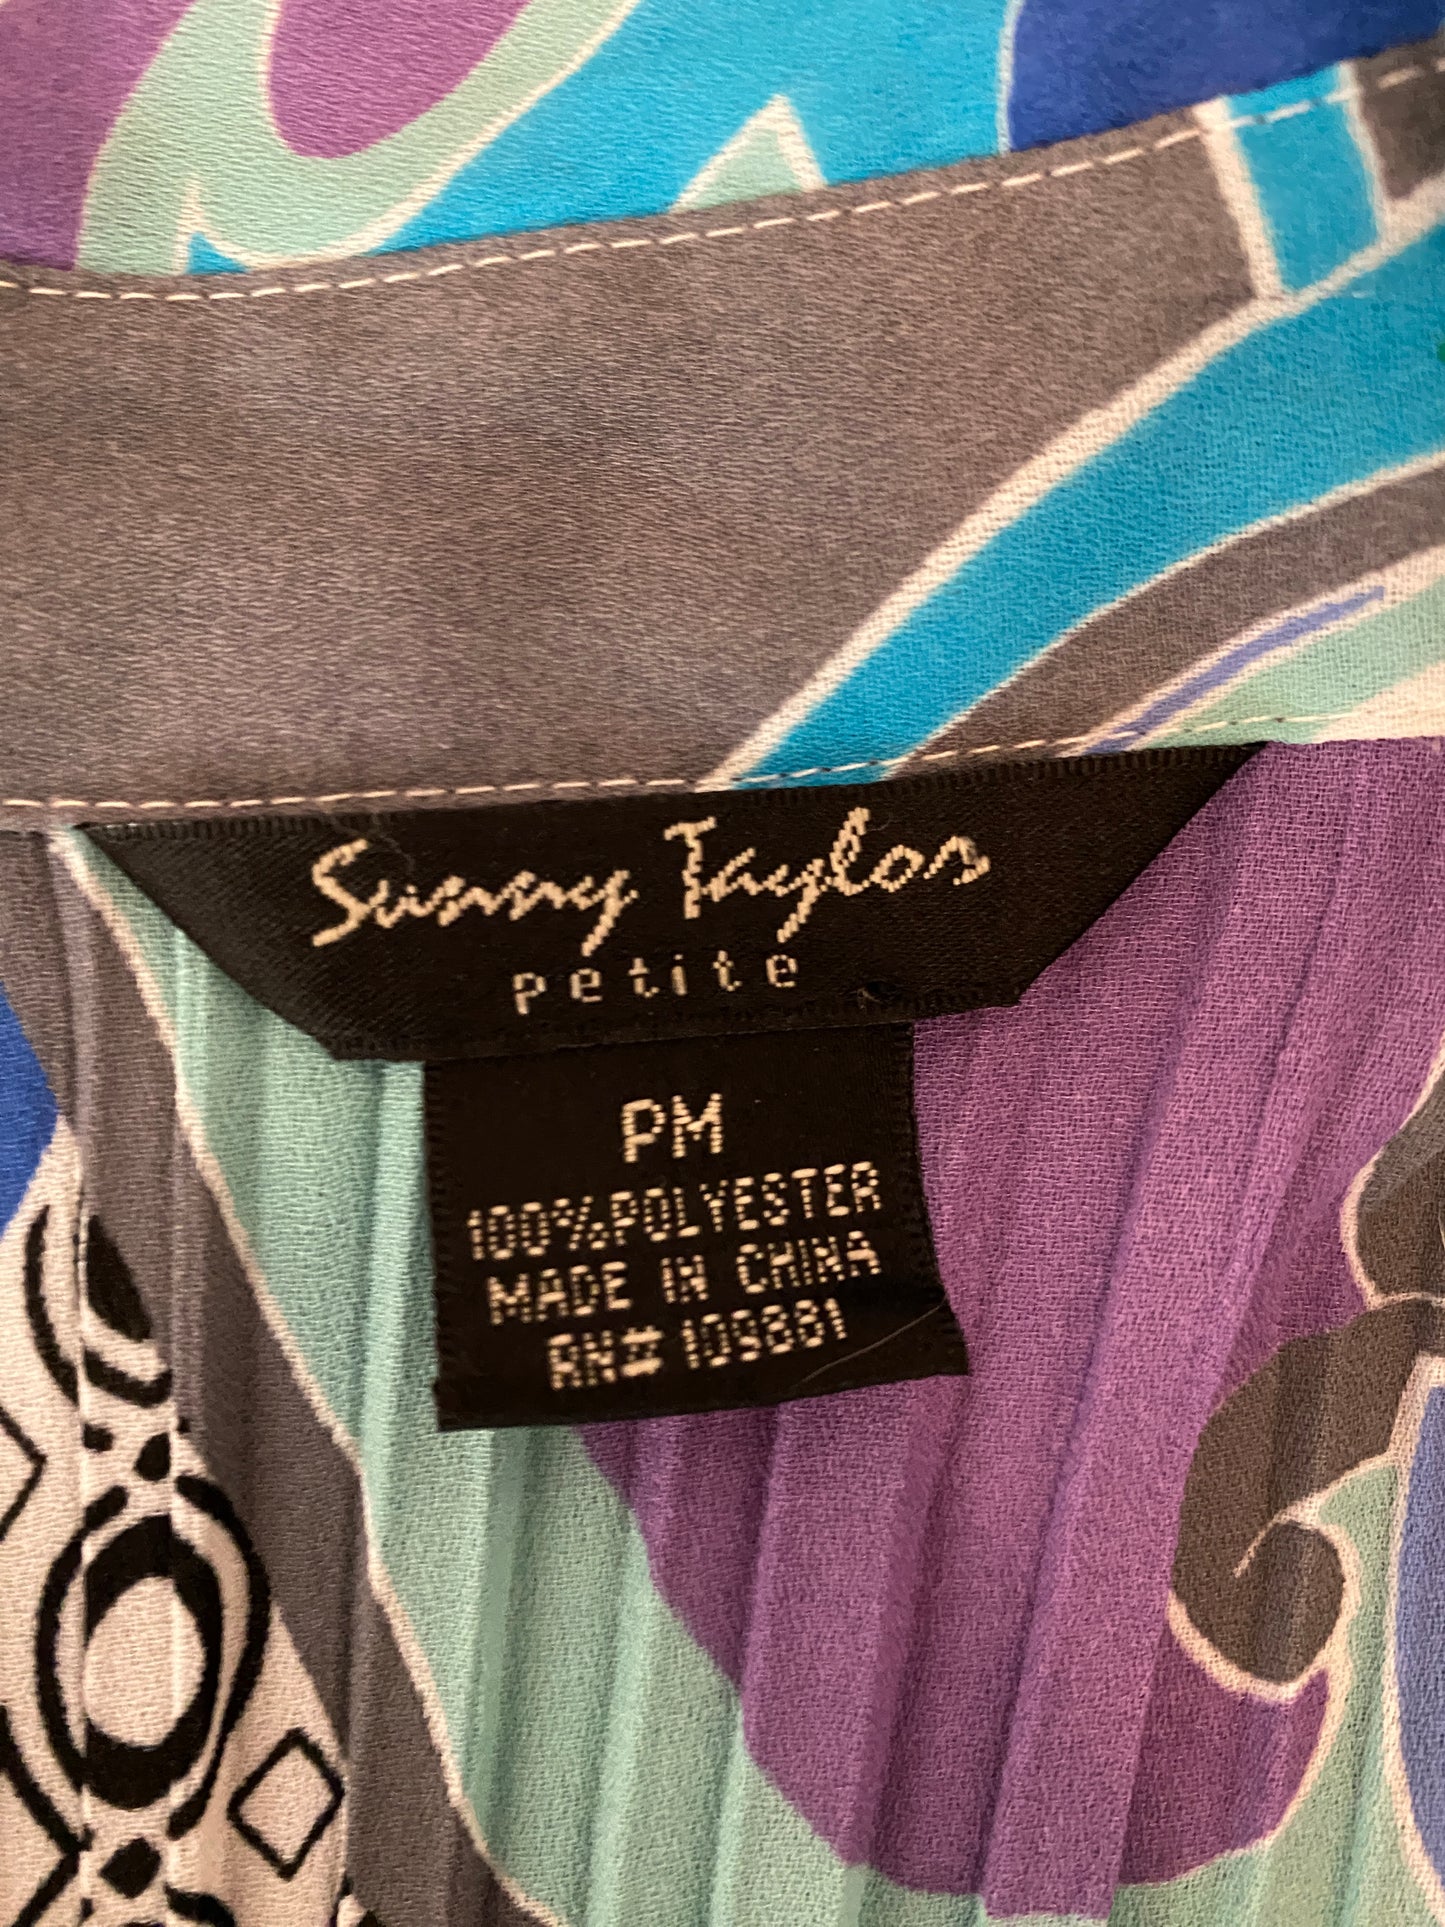 Sunny Taylor
petite
PM
100%POLYESTER
MADE IN CHINA
RN# 109881